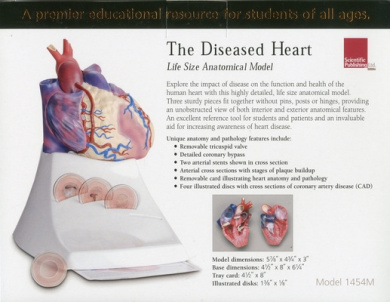 A premier educational resource for students of all ages.
The Diseased Heart
Life Size Anatomical Model
Scientific
Publishing
Explore the impact of disease on the function and health of the
human heart with this highly detailed, life size anatomical model.
Three sturdy pieces fit together without pins, posts or hinges, providing
an unobstructed view of both interior and exterior anatomical features.
An excellent reference tool for students and patients and an invaluable
aid for increasing awareness of heart disease.
Unique anatomy and pathology features include:
♦ Removable tricuspid valve
♦ Detailed coronary bypass
♦ Two arterial stents shown in cross section
♦ Arterial cross sections with stages of plaque buildup
♦ Removable card illustrating heart anatomy and pathology
♦ Four illustrated discs with cross sections of coronary artery disease (CAD)
Model dimensions: 5⅞" x 4¾" x 3"
Base dimensions: 4½" x 8" x 6¼"
Tray card: 4½" x 8"
Illustrated disks: 1⅜" x ⅛"
Model 1454M